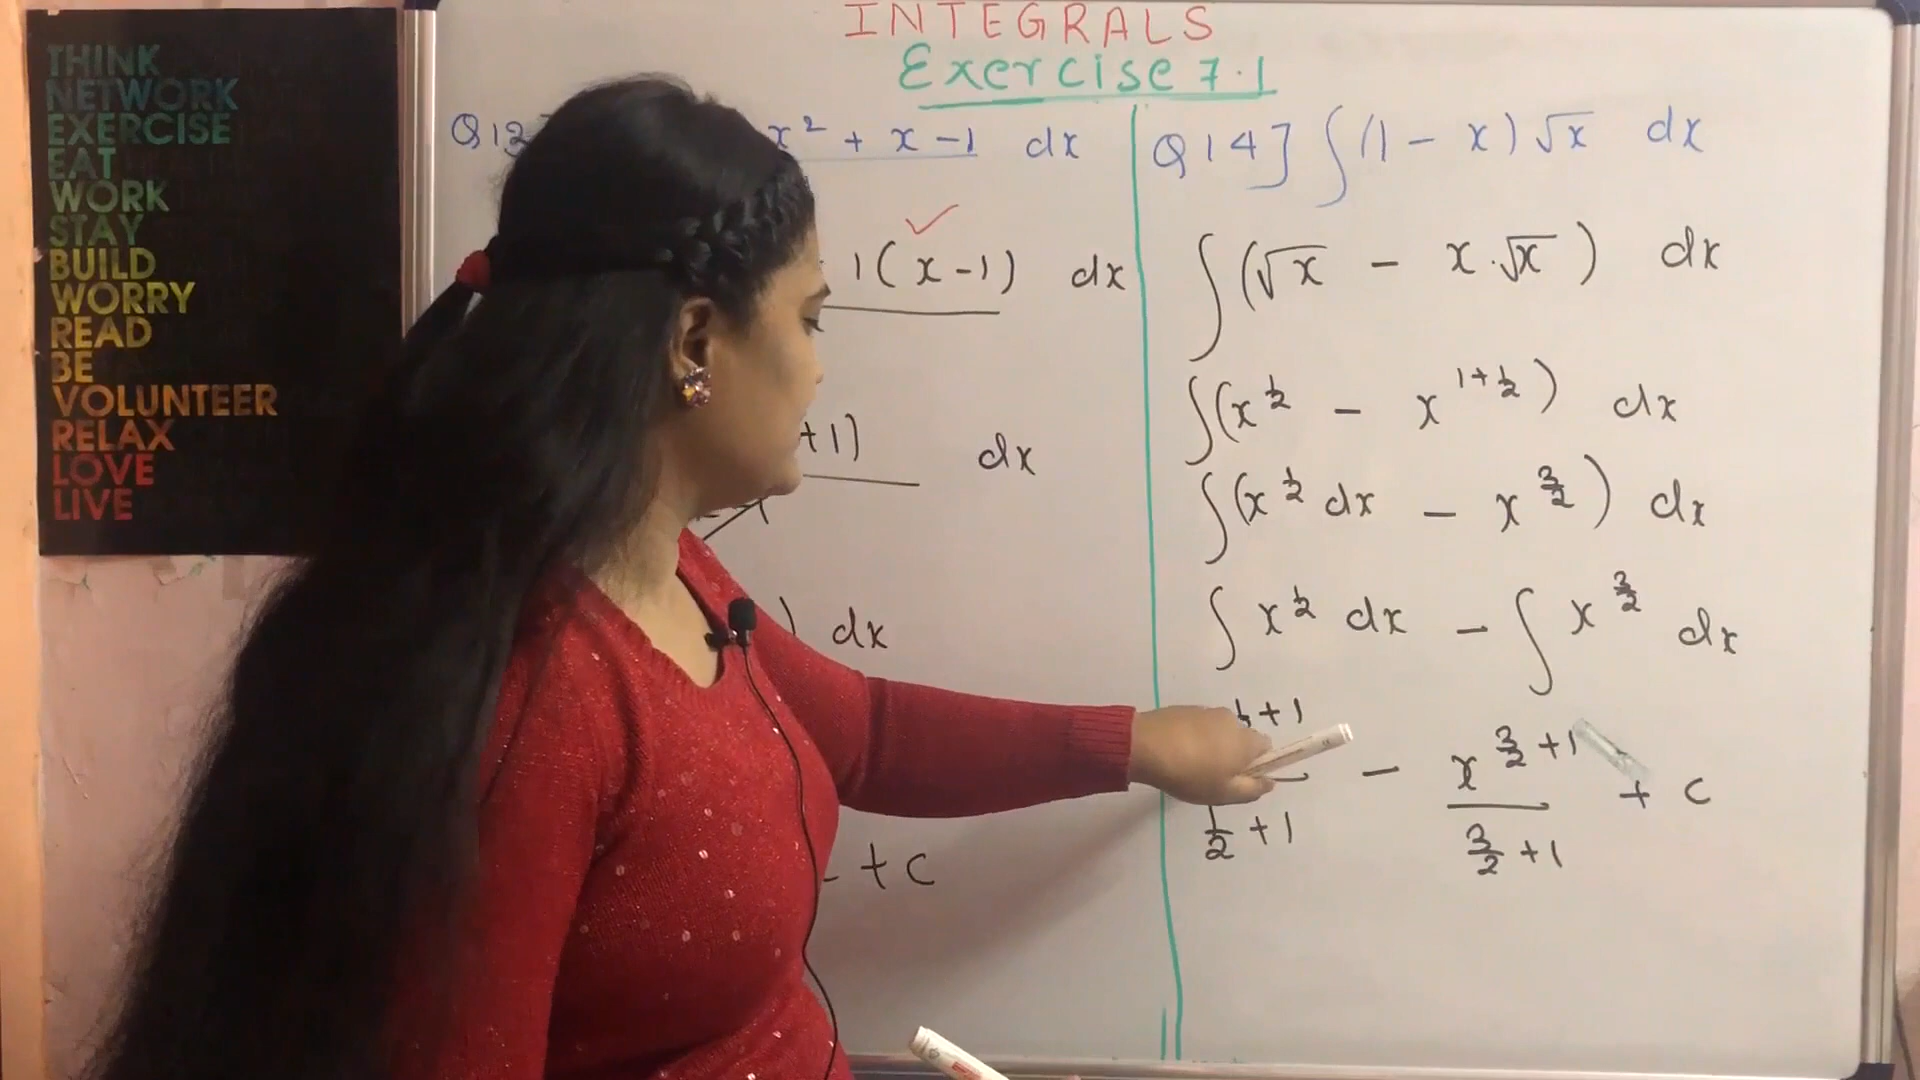 THINK
NETWORK
EXERCISE
EAT
WORK
STAY
BUILD
WORRY
READ
BE
VOLUNTEER
RELAX
LOVE
LIVE
INTEGRALS
Exercise 7.1
x² + x - 1 dx
1(x-1) dx
+1) dx
) dx
+ c
Q14] ∫(1 - x)√x dx
∫(√x - x.√x) dx
∫(x^1/2 - x^1+1/2) dx
∫(x^1/2 dx - x^3/2) dx
∫ x^1/2 dx - ∫ x^3/2 dx
+1 - x^3/2+1 + c
1/2 + 1 3/2 + 1